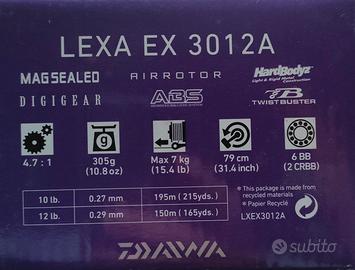 LEXA EX 3012A
MAGSEALED AIRROTOR HardBodyz
Light & Rigid Metal Construction
DIGIGEAR ABS TWISTBUSTER
4.7 : 1 305g Max 7 kg 79 cm 6 BB
(10.8 oz) (15.4 lb) (31.4 inch) (2 CRBB)
10 lb. 0.27 mm 195m (215yds.)
12 lb. 0.29 mm 150m (165yds.)
* This package is made from
recycled materials
* Paper Recycle
LXEX3012A
DAIWA
subito